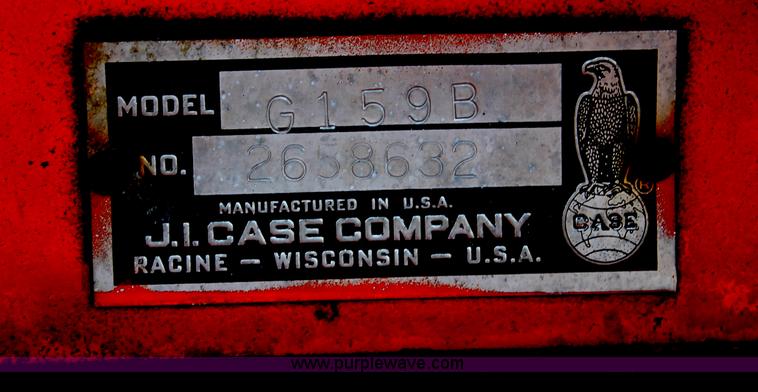 MODEL G159B
NO. 2658632
MANUFACTURED IN U.S.A.
J.I. CASE COMPANY
RACINE – WISCONSIN – U.S.A.
CASE
®
www.purplewave.com